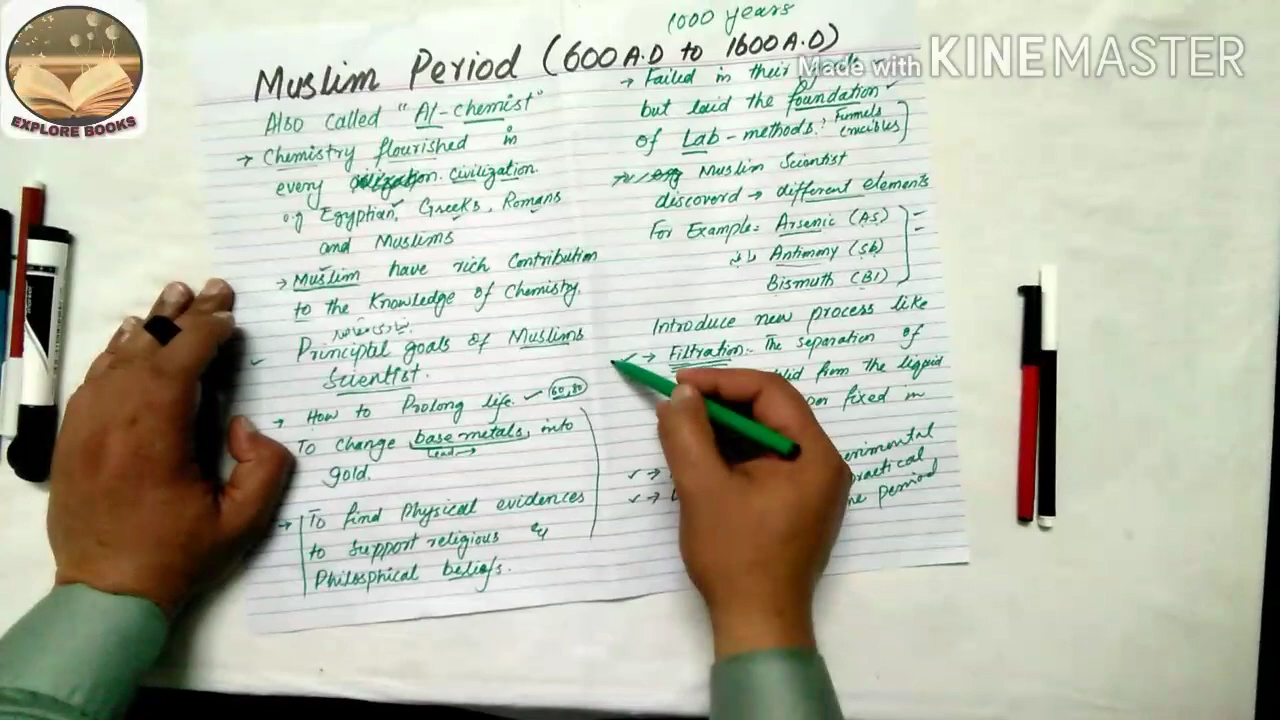 EXPLORE BOOKS
Made with KINEMASTER
1000 years
Muslim Period (600 A.D to 1600 A.D)
Also called "Al-chemist"
→ Chemistry flourished in
every civilization.
e.g Egyptian, Greeks, Romans
and Muslims
→ Muslim have rich contribution
to the knowledge of chemistry.
Principtal goals of Muslims
Scientist.
→ How to Prolong life. 60,80
To change base metals into
Lead →
gold.
→ To find Physical evidences
to support religious
Philosphical beliefs.
→ Failed in their
but laid the foundation
of Lab-methods. Funnels
crucibles
Muslim Scientist
discoverd → different elements
For Example:- Arsenic (As)
Antimony (Sb)
Bismuth (BI)
Introduce new process like
→ Filtration:- The separation of
from the liquid
fixed in